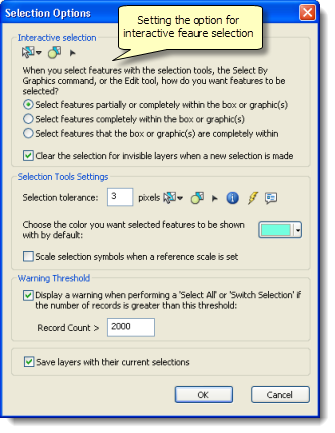 Selection Options
Setting the option for
interactive feaure selection
Interactive selection
When you select features with the selection tools, the Select By
Graphics command, or the Edit tool, how do you want features to be
selected?
Select features partially or completely within the box or graphic(s)
Select features completely within the box or graphic(s)
Select features that the box or graphic(s) are completely within
Clear the selection for invisible layers when a new selection is made
Selection Tools Settings
Selection tolerance: 3 pixels
Choose the color you want selected features to be shown
with by default:
Scale selection symbols when a reference scale is set
Warning Threshold
Display a warning when performing a 'Select All' or 'Switch Selection' if
the number of records is greater than this threshold:
Record Count > 2000
Save layers with their current selections
OK Cancel